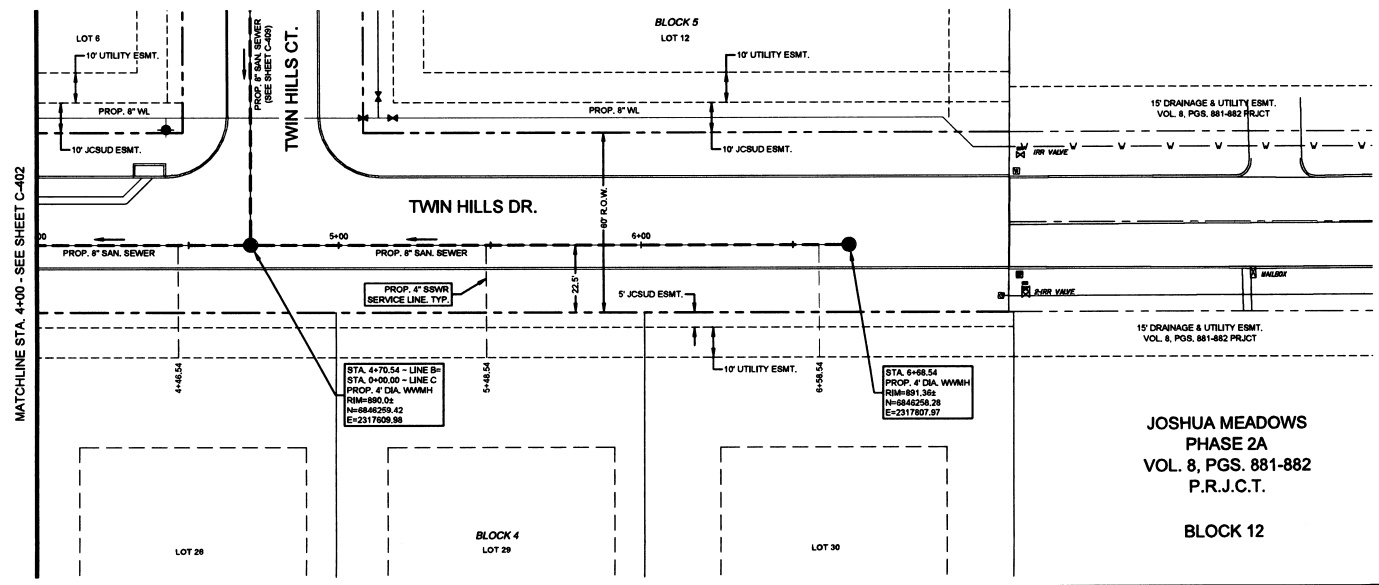 BLOCK 5
LOT 12
LOT 6
10' UTILITY ESMT.
10' UTILITY ESMT.
PROP. 8" SAN. SEWER
(SEE SHEET C-409)
TWIN HILLS CT.
PROP. 8" WL
PROP. 8" WL
15' DRAINAGE & UTILITY ESMT.
VOL. 8, PGS. 881-882 PRJCT
10' JCSUD ESMT.
10' JCSUD ESMT.
IRR VALVE
MATCHLINE STA. 4+00 - SEE SHEET C-402
TWIN HILLS DR.
60' R.O.W.
00
5+00
6+00
PROP. 8" SAN. SEWER
PROP. 8" SAN. SEWER
22.5'
MAILBOX
PROP. 4" SSWR
SERVICE LINE. TYP.
5' JCSUD ESMT.
2-IRR VALVE
15' DRAINAGE & UTILITY ESMT.
VOL. 8, PGS. 881-882 PRJCT
4+46.54
5+48.54
6+58.54
10' UTILITY ESMT.
STA. 4+70.54 ~ LINE B=
STA. 0+00.00 ~ LINE C
PROP. 4' DIA. WWMH
RIM=890.0±
N=6846259.42
E=2317609.98
STA. 6+68.54
PROP. 4' DIA. WWMH
RIM=891.36±
N=6846258.28
E=2317807.97
JOSHUA MEADOWS
PHASE 2A
VOL. 8, PGS. 881-882
P.R.J.C.T.
BLOCK 12
LOT 28
BLOCK 4
LOT 29
LOT 30